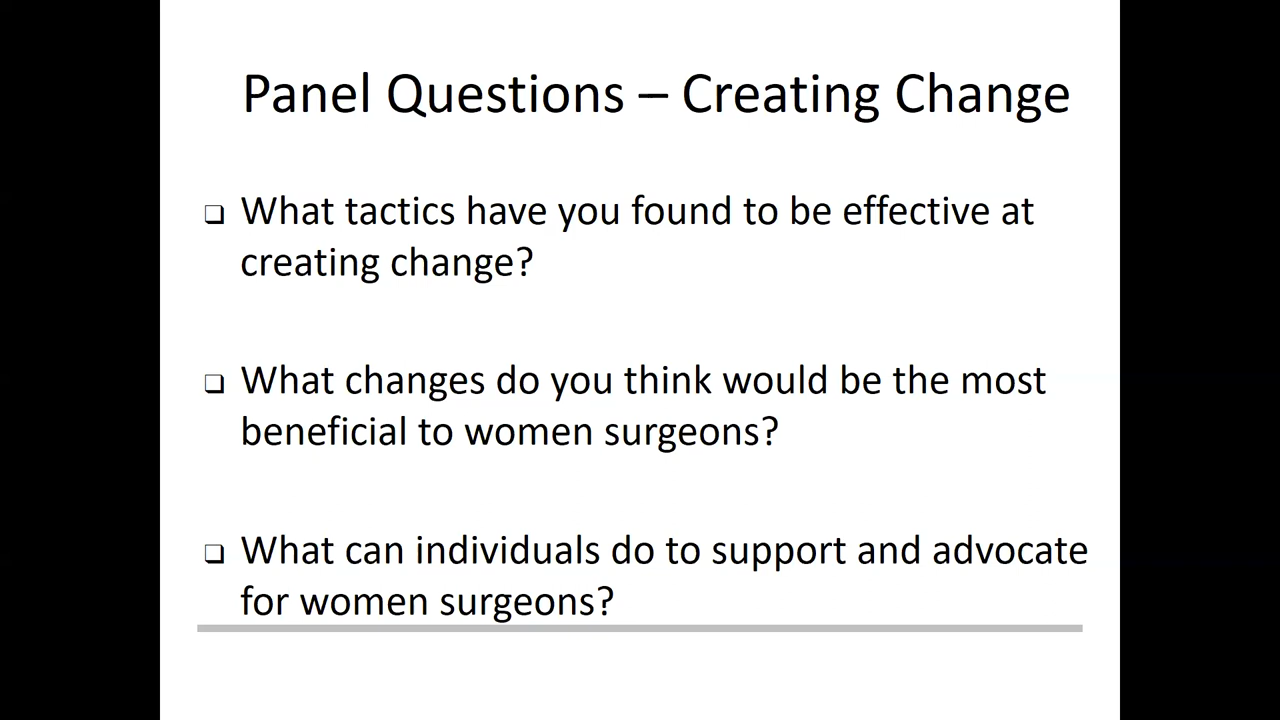 Panel Questions – Creating Change
❑ What tactics have you found to be effective at
creating change?
❑ What changes do you think would be the most
beneficial to women surgeons?
❑ What can individuals do to support and advocate
for women surgeons?